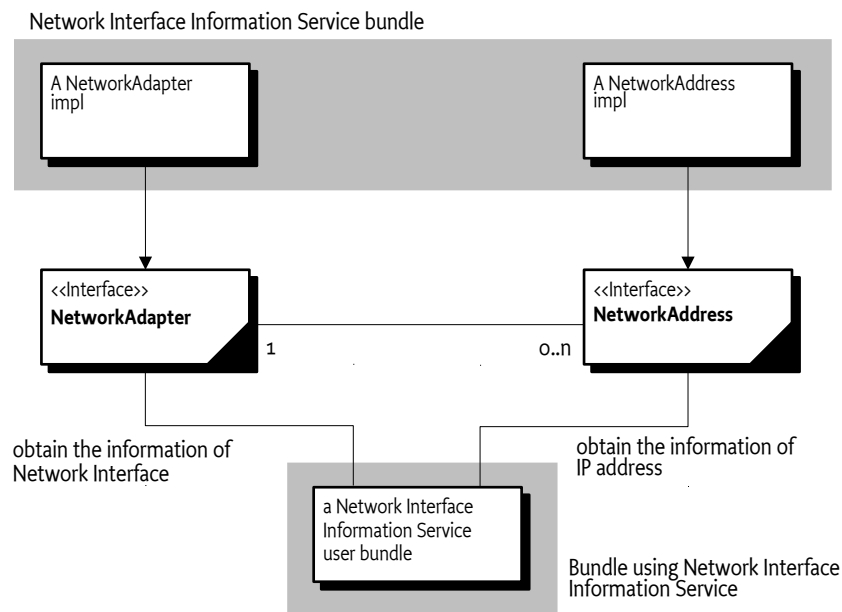 Network Interface Information Service bundle
A NetworkAdapter
impl
A NetworkAddress
impl
<<Interface>>
NetworkAdapter
<<Interface>>
NetworkAddress
1
0..n
obtain the information of
Network Interface
obtain the information of
IP address
a Network Interface
Information Service
user bundle
Bundle using Network Interface
Information Service